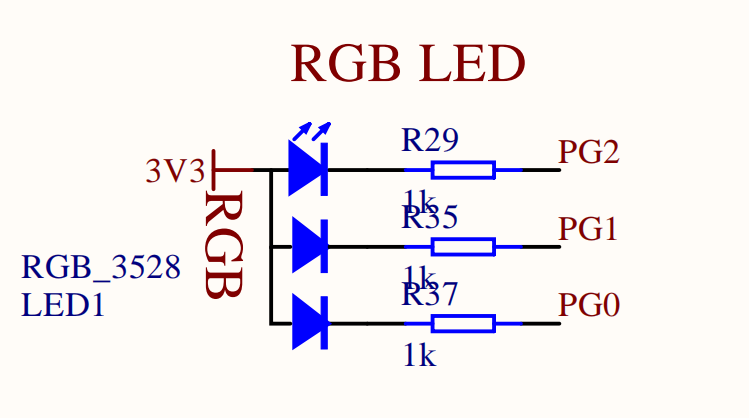 RGB LED
3V3
RGB
RGB_3528
LED1
R29
1k
PG2
R35
1k
PG1
R37
1k
PG0